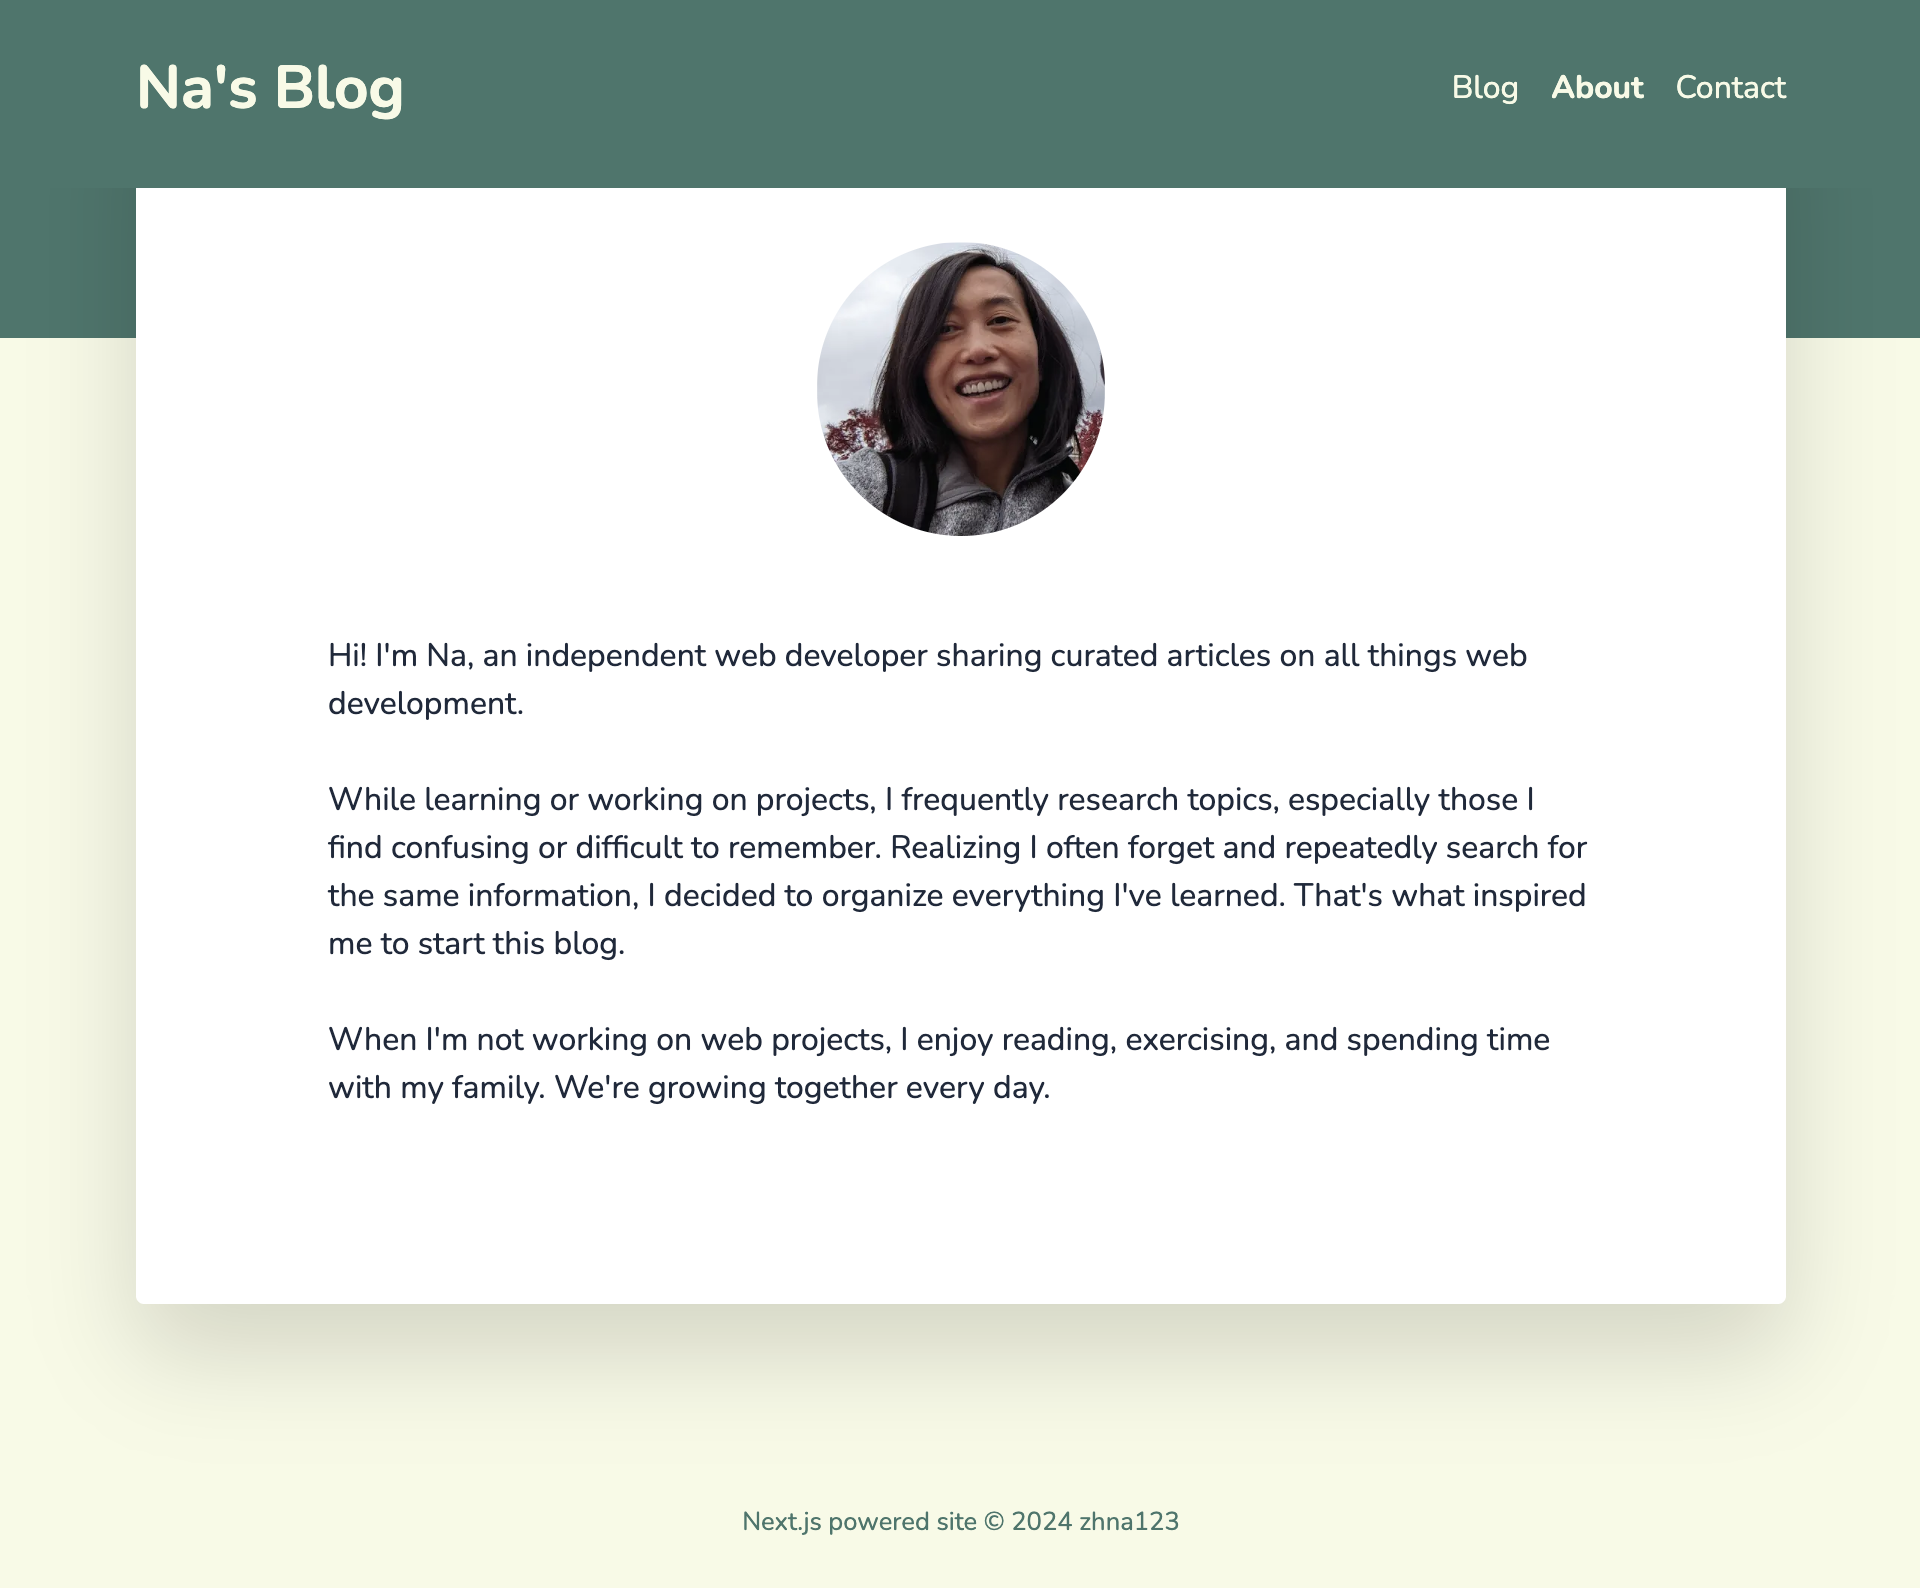 Na's Blog
Blog About Contact
Hi! I'm Na, an independent web developer sharing curated articles on all things web
development.
While learning or working on projects, I frequently research topics, especially those I
find confusing or difficult to remember. Realizing I often forget and repeatedly search for
the same information, I decided to organize everything I've learned. That's what inspired
me to start this blog.
When I'm not working on web projects, I enjoy reading, exercising, and spending time
with my family. We're growing together every day.
Next.js powered site © 2024 zhna123